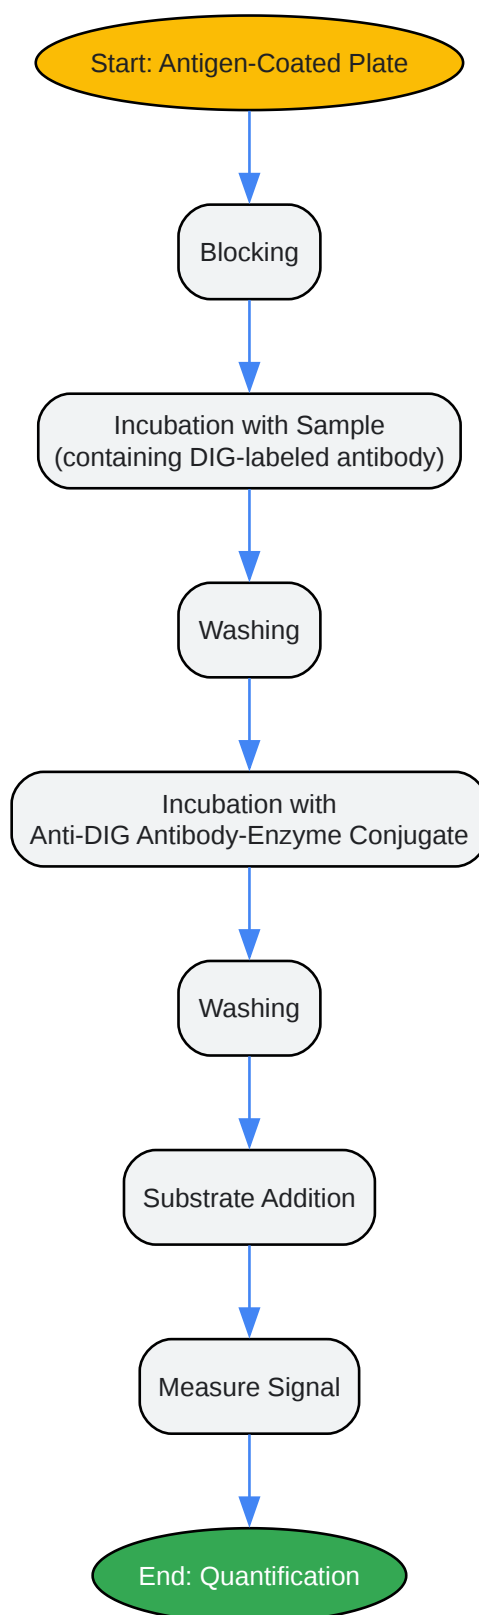 Start: Antigen-Coated Plate
Blocking
Incubation with Sample
(containing DIG-labeled antibody)
Washing
Incubation with
Anti-DIG Antibody-Enzyme Conjugate
Washing
Substrate Addition
Measure Signal
End: Quantification